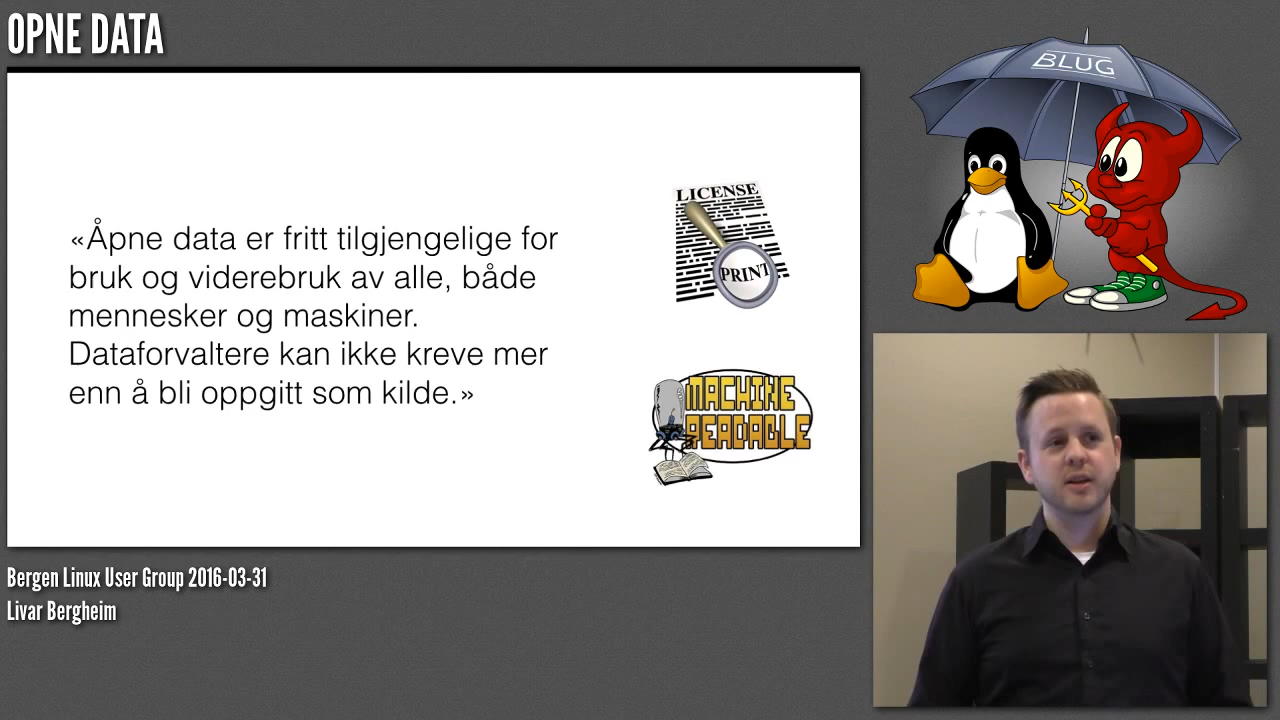 OPNE DATA
BLUG
«Åpne data er fritt tilgjengelige for
bruk og viderebruk av alle, både
mennesker og maskiner.
Dataforvaltere kan ikke kreve mer
enn å bli oppgitt som kilde.»
LICENSE
PRINT
MACHINE
READABLE
Bergen Linux User Group 2016-03-31
Livar Bergheim